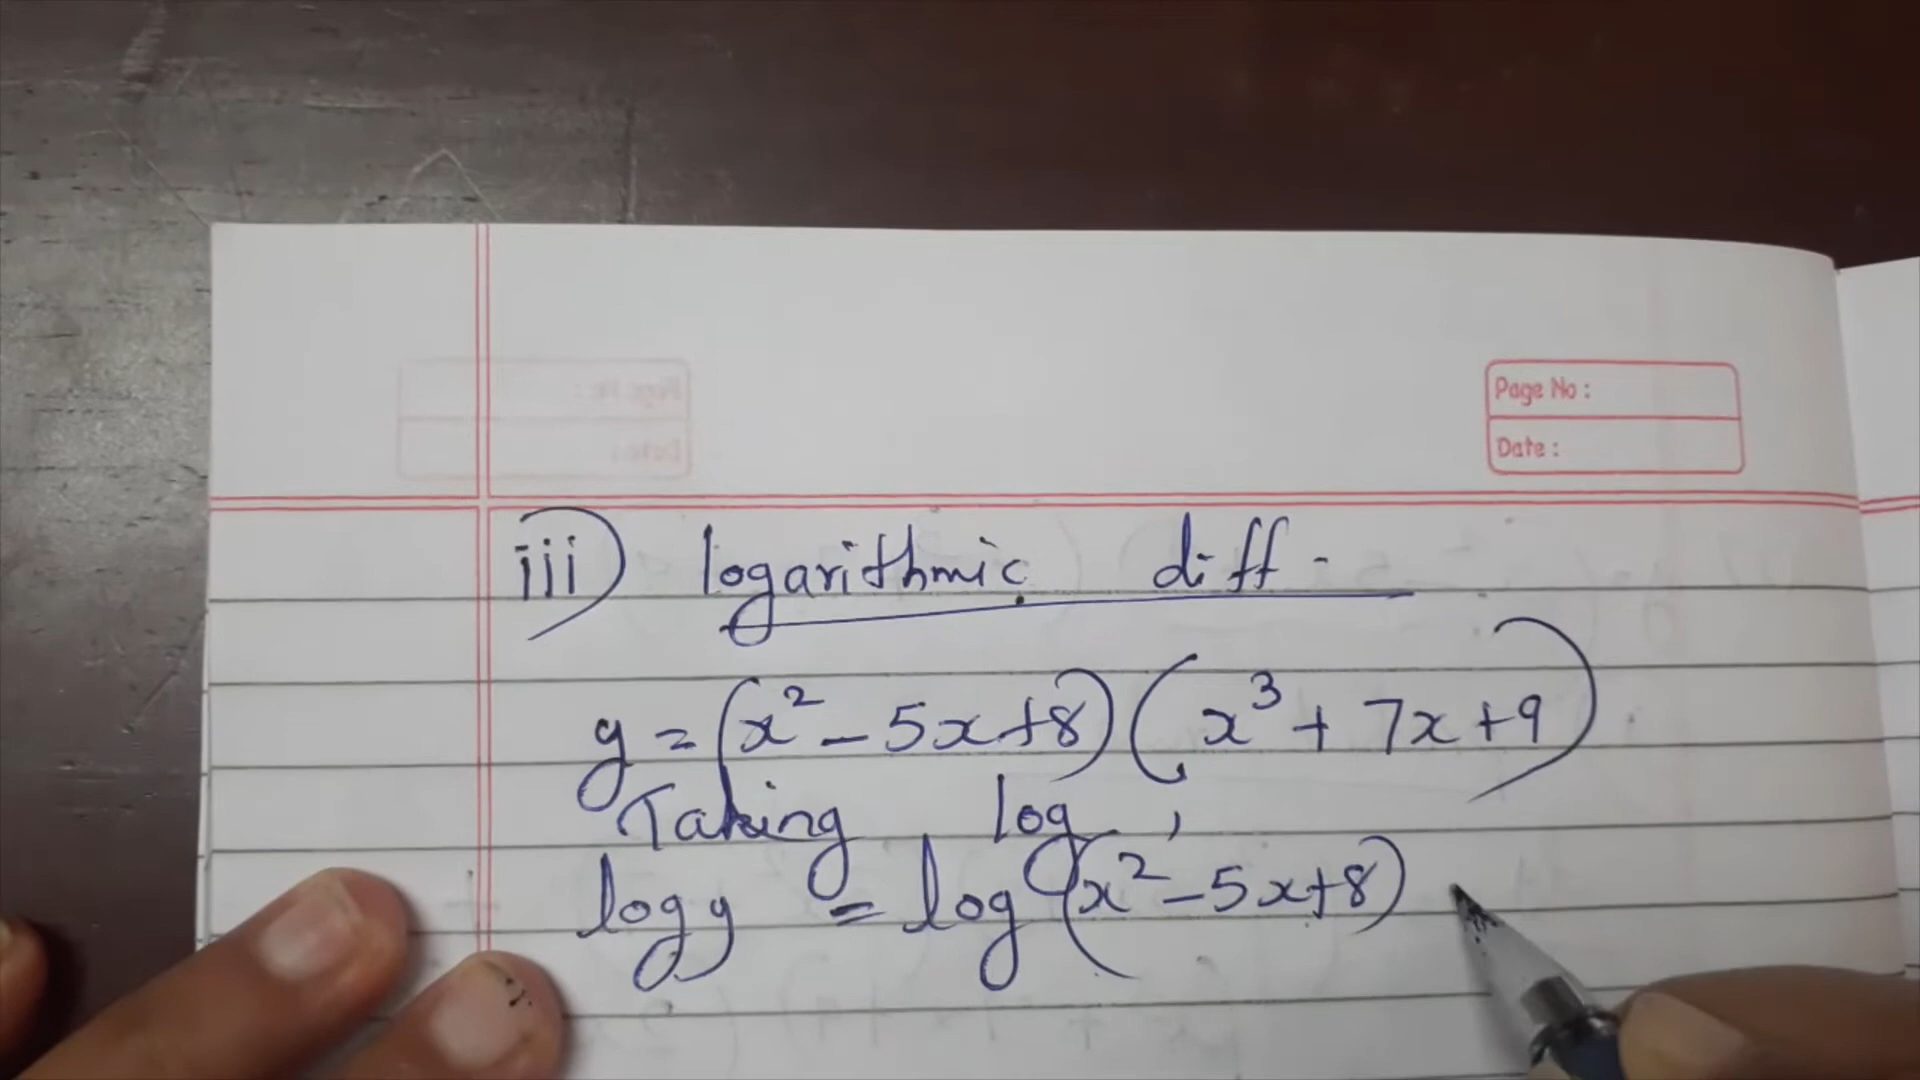 Page No :
Date :
iii) logarithmic diff.
y = (x² - 5x + 8) (x³ + 7x + 9)
Taking log,
log y = log (x² - 5x + 8)